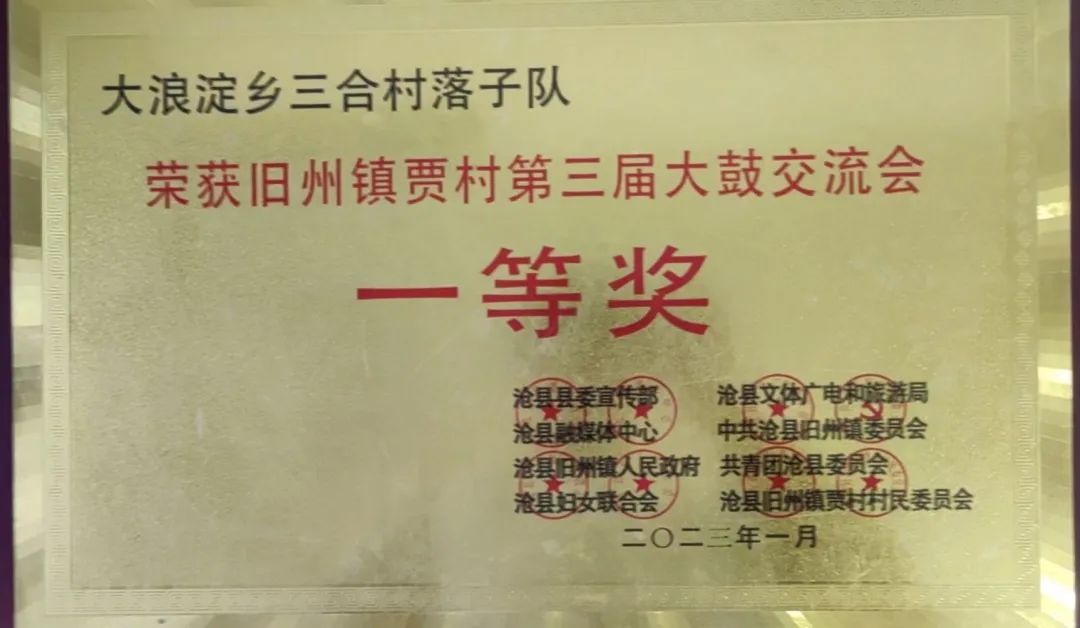 大浪淀乡三合村落子队
荣获旧州镇贾村第三届大鼓交流会
一等奖
沧县县委宣传部 沧县文体广电和旅游局
沧县融媒体中心 中共沧县旧州镇委员会
沧县旧州镇人民政府 共青团沧县委员会
沧县妇女联合会 沧县旧州镇贾村村民委员会
二〇二三年一月